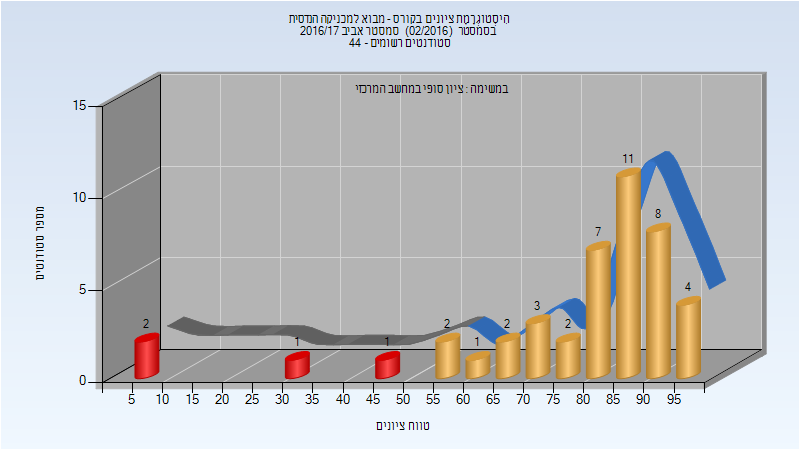 היסטוגרמת ציונים בקורס - מבוא למכניקה הנדסית
בסמסטר (02/2016) סמסטר אביב 2016/17
סטודנטים רשומים - 44
במשימה : ציון סופי במחשב המרכזי
מספר סטודנטים
15
10
5
0
2
1
1
2
1
2
3
2
7
11
8
4
5 10 15 20 25 30 35 40 45 50 55 60 65 70 75 80 85 90 95
טווח ציונים